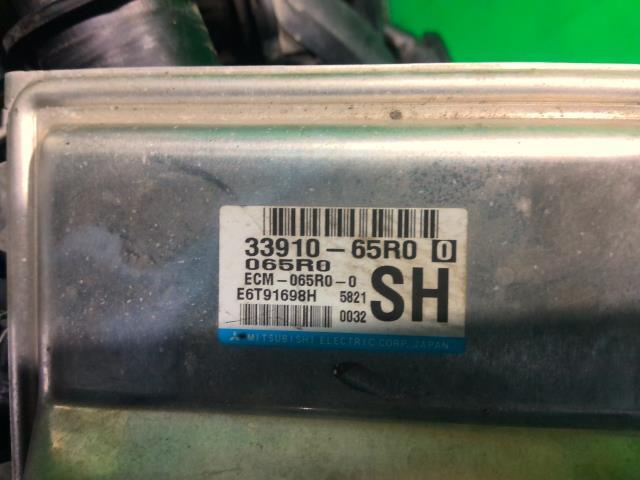 33910-65R0 0
065R0
ECM-065R0-0
E6T91698H 5821 SH
0032
MITSUBISHI ELECTRIC CORP. JAPAN